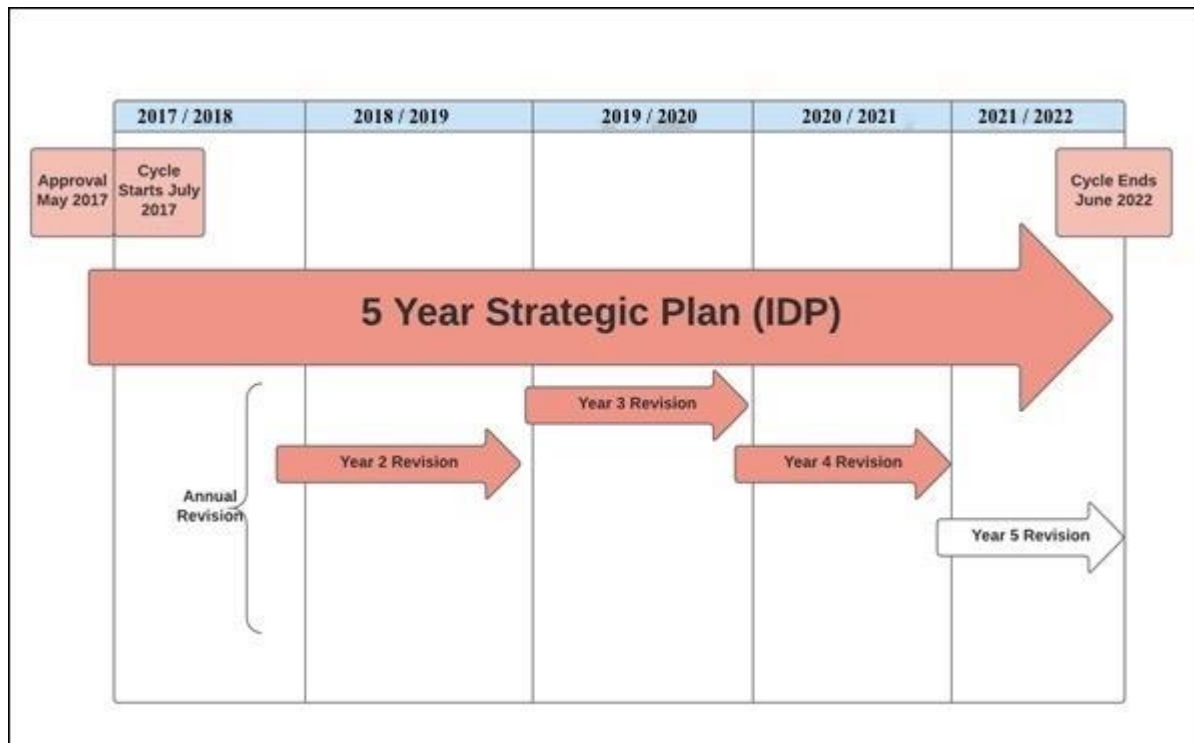 2017 / 2018
2018 / 2019
2019 / 2020
2020 / 2021
2021 / 2022
Approval
May 2017
Cycle
Starts July
2017
Cycle Ends
June 2022
5 Year Strategic Plan (IDP)
Year 3 Revision
Year 2 Revision
Year 4 Revision
Annual
Revision
Year 5 Revision